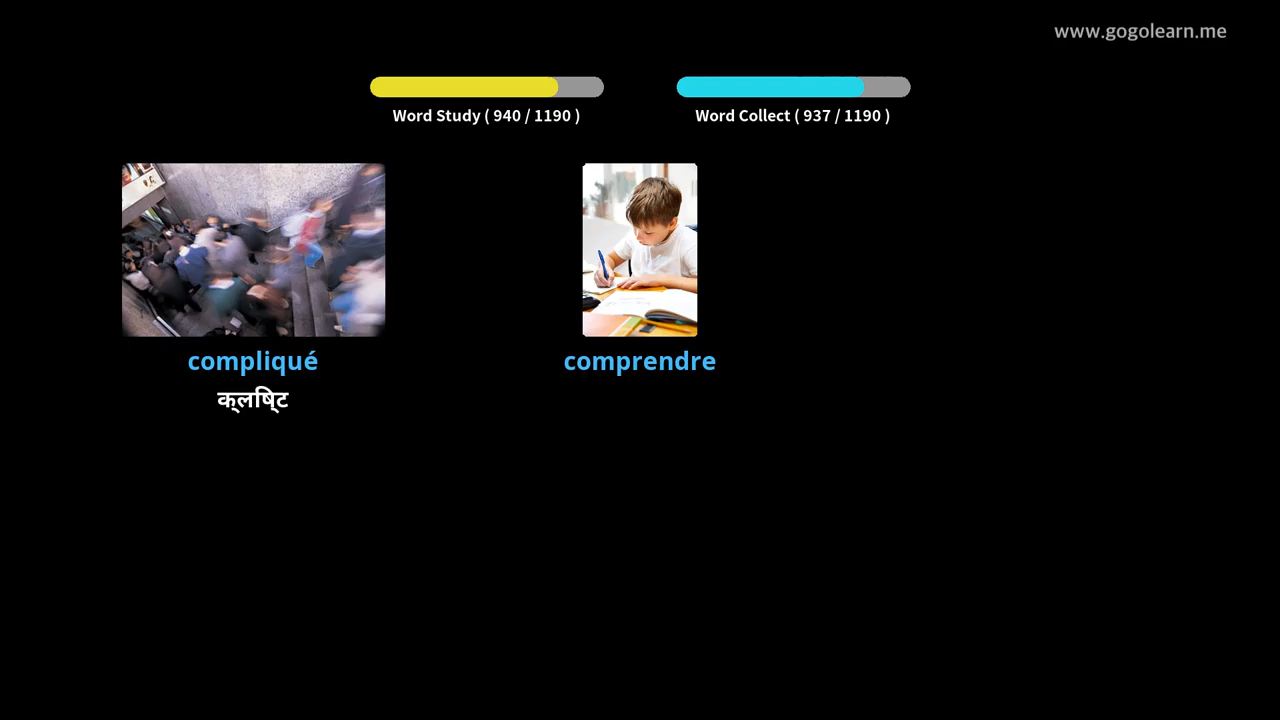 www.gogolearn.me
Word Study ( 940 / 1190 )
Word Collect ( 937 / 1190 )
compliqué
comprendre
क्लिष्ट